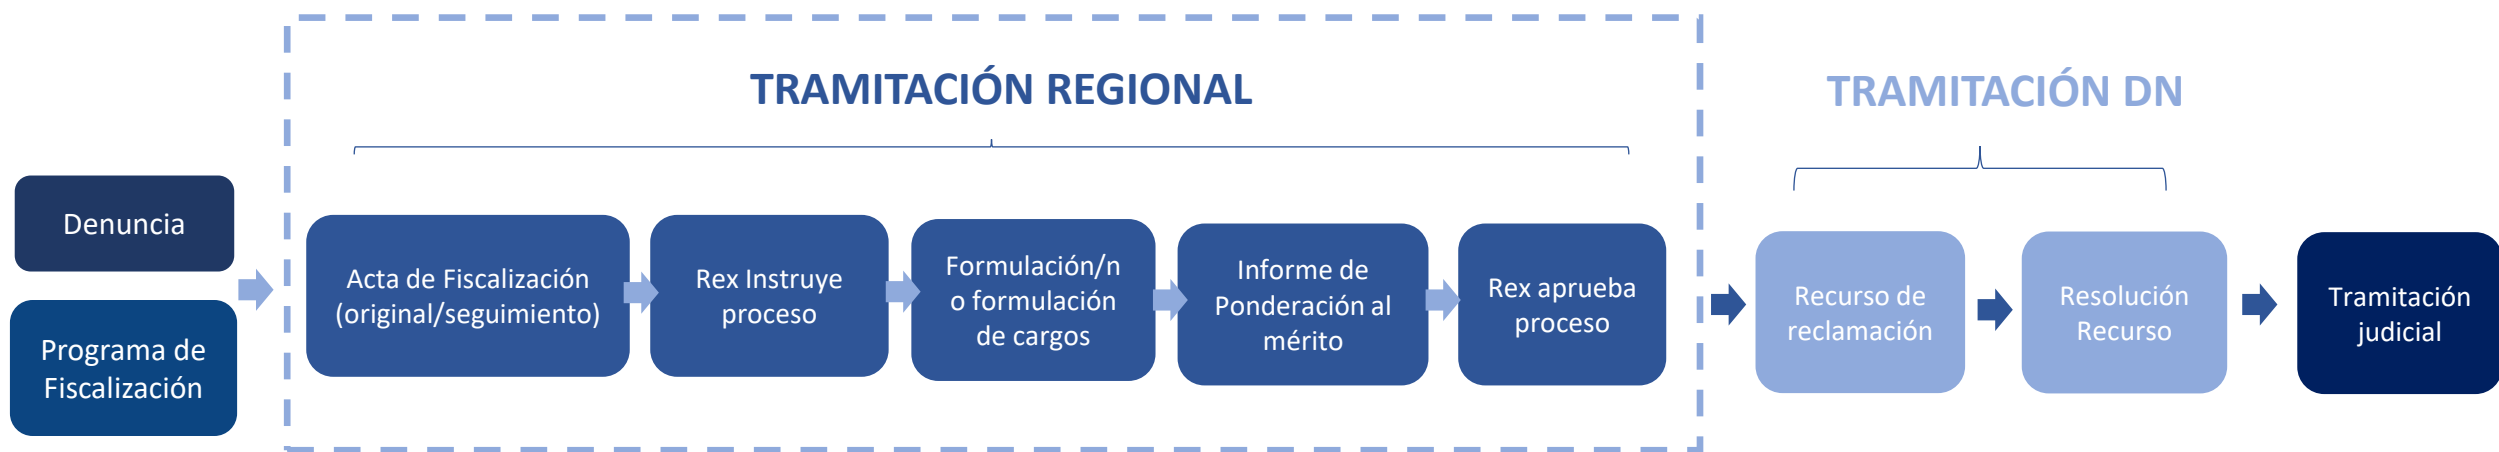 TRAMITACIÓN REGIONAL
TRAMITACIÓN DN
Denuncia
Programa de
Fiscalización
Acta de Fiscalización
(original/seguimiento)
Rex Instruye
proceso
Formulación/n
o formulación
de cargos
Informe de
Ponderación al
mérito
Rex aprueba
proceso
Recurso de
reclamación
Resolución
Recurso
Tramitación
judicial